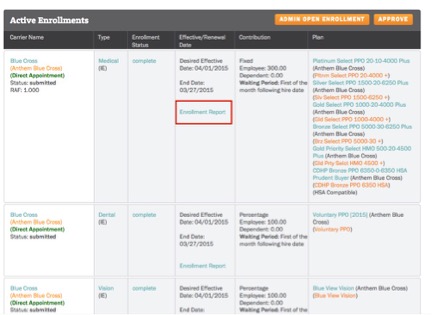 Active Enrollments
ADMIN OPEN ENROLLMENT
APPROVE
Carrier Name
Type
Enrollment
Status
Effective/Renewal
Date
Contribution
Plan
Blue Cross
(Anthem Blue Cross)
(Direct Appointment)
Status: submitted
RAF: 1.000
Medical
(IE)
complete
Desired Effective
Date: 04/01/2015
End Date:
03/27/2015
Enrollment Report
Fixed
Employee: 300.00
Dependent: 0.00
Waiting Period: First of the
month following hire date
Platinum Select PPO 20-10-4000 Plus
(Anthem Blue Cross)
(Pltnm Select PPO 20-4000 +)
Silver Select PPO 1500-20-6250 Plus
(Anthem Blue Cross)
(Slv Select PPO 1500-6250 +)
Gold Select PPO 1000-20-4000 Plus
(Anthem Blue Cross)
(Gld Select PPO 1000-4000 +)
Bronze Select PPO 5000-30-6250 Plus
(Anthem Blue Cross)
(Brz Select PPO 5000-30 +)
Gold Priority Select HMO 500-20-4500
Plus (Anthem Blue Cross)
(Gld Prty Selct HMO 4500 +)
CDHP Bronze PPO 6350-0-6350 HSA
Prudent Buyer (Anthem Blue Cross)
(CDHP Bronze PPO 6350 HSA)
(HSA Compatible)
Blue Cross
(Anthem Blue Cross)
(Direct Appointment)
Status: submitted
Dental
(IE)
complete
Desired Effective
Date: 04/01/2015
End Date:
03/27/2015
Enrollment Report
Percentage
Employee: 100.00
Dependent: 0.00
Waiting Period: First of the
month following hire date
Voluntary PPO [2015] (Anthem Blue
Cross)
(Voluntary PPO)
Blue Cross
(Anthem Blue Cross)
(Direct Appointment)
Status: submitted
Vision
(IE)
complete
Desired Effective
Date: 04/01/2015
End Date:
Percentage
Employee: 100.00
Dependent: 0.00
Waiting Period: First of the
Blue View Vision (Anthem Blue Cross)
(Blue View Vision)